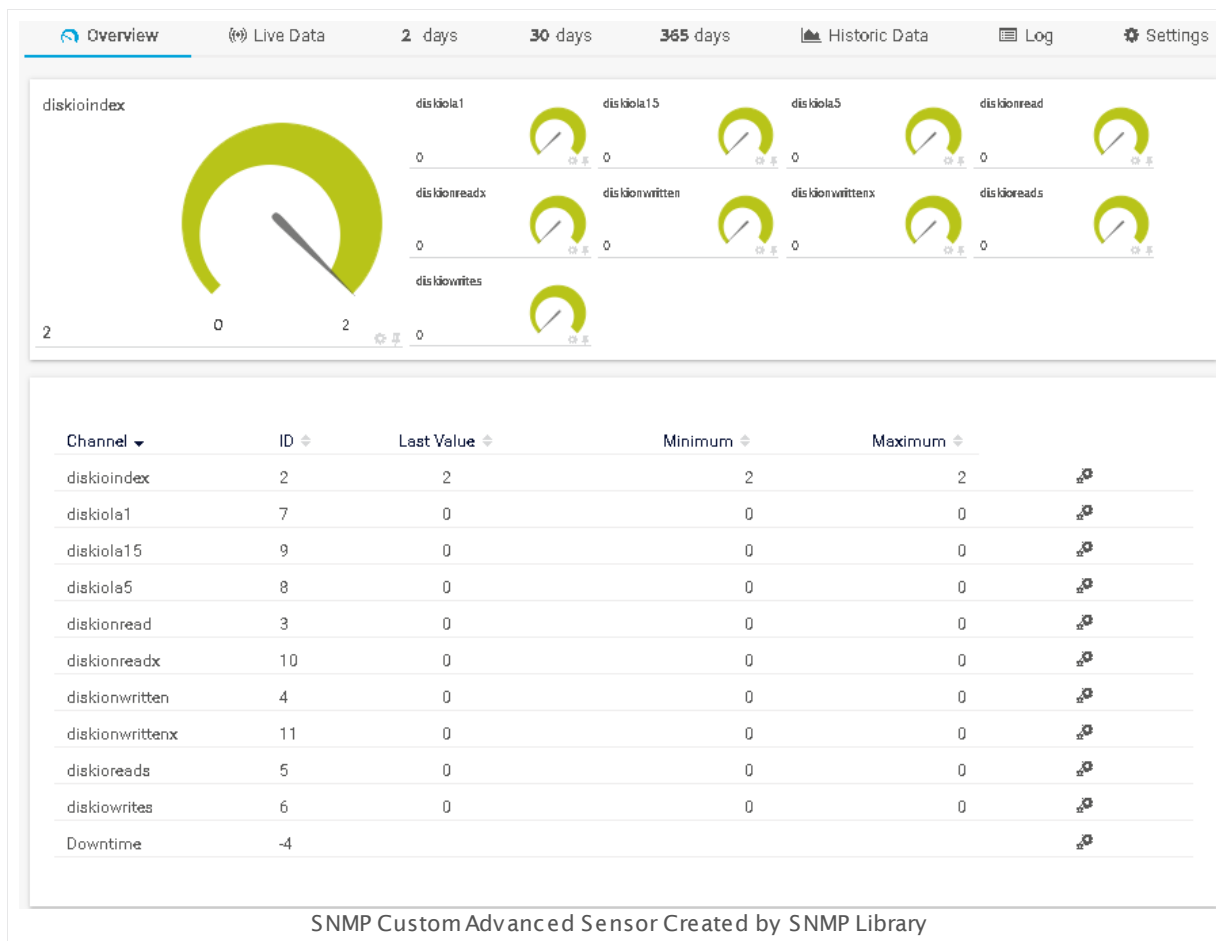 Overview Live Data 2 days 30 days 365 days Historic Data Log Settings
diskioindex
2
0 2
diskiola1
0
diskiola15
0
diskiola5
0
diskionread
0
diskionreadx
0
diskionwritten
0
diskionwrittenx
0
diskioreads
0
diskiowrites
0
Channel ID Last Value Minimum Maximum
diskioindex 2 2 2 2
diskiola1 7 0 0 0
diskiola15 9 0 0 0
diskiola5 8 0 0 0
diskionread 3 0 0 0
diskionreadx 10 0 0 0
diskionwritten 4 0 0 0
diskionwrittenx 11 0 0 0
diskioreads 5 0 0 0
diskiowrites 6 0 0 0
Downtime -4
SNMP Custom Advanced Sensor Created by SNMP Library